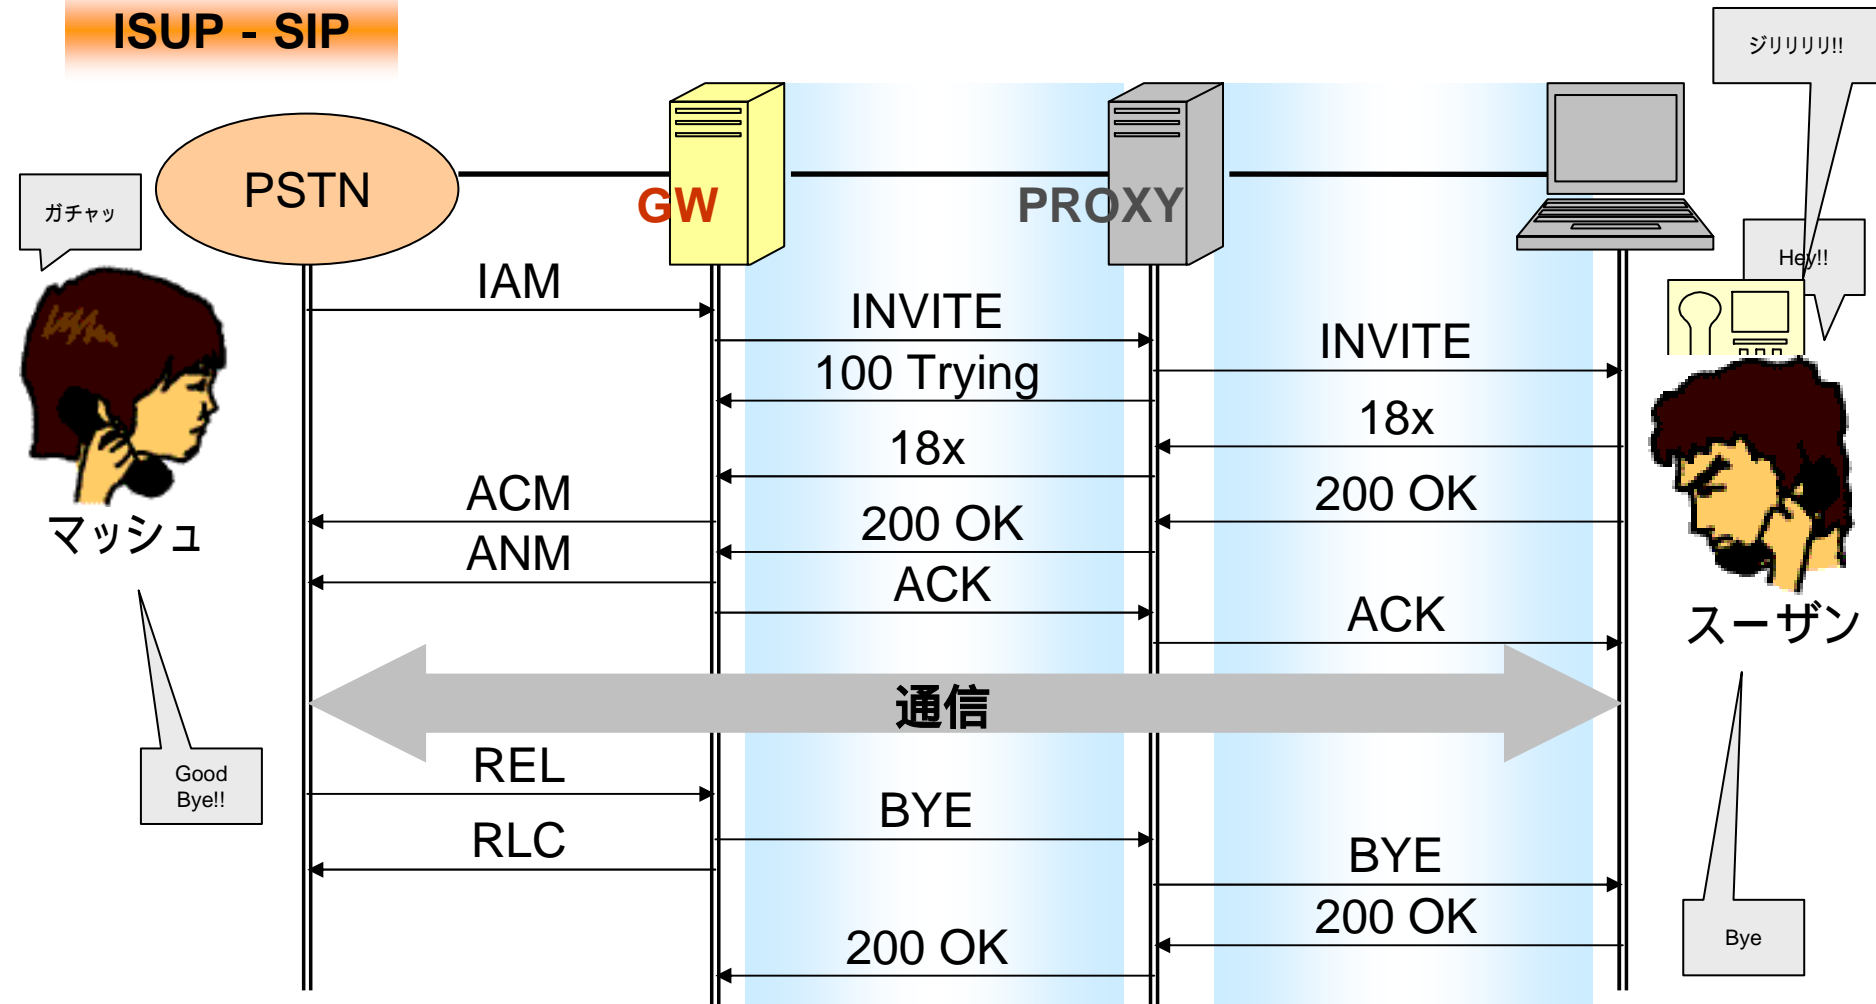 ISUP - SIP
ジリリリリ!!
ガチャッ
PSTN
GW
PROXY
Hey!!
IAM
INVITE
INVITE
100 Trying
18x
18x
ACM
200 OK
200 OK
マッシュ
ANM
ACK
ACK
スーザン
通信
Good
Bye!!
REL
BYE
RLC
BYE
200 OK
200 OK
Bye